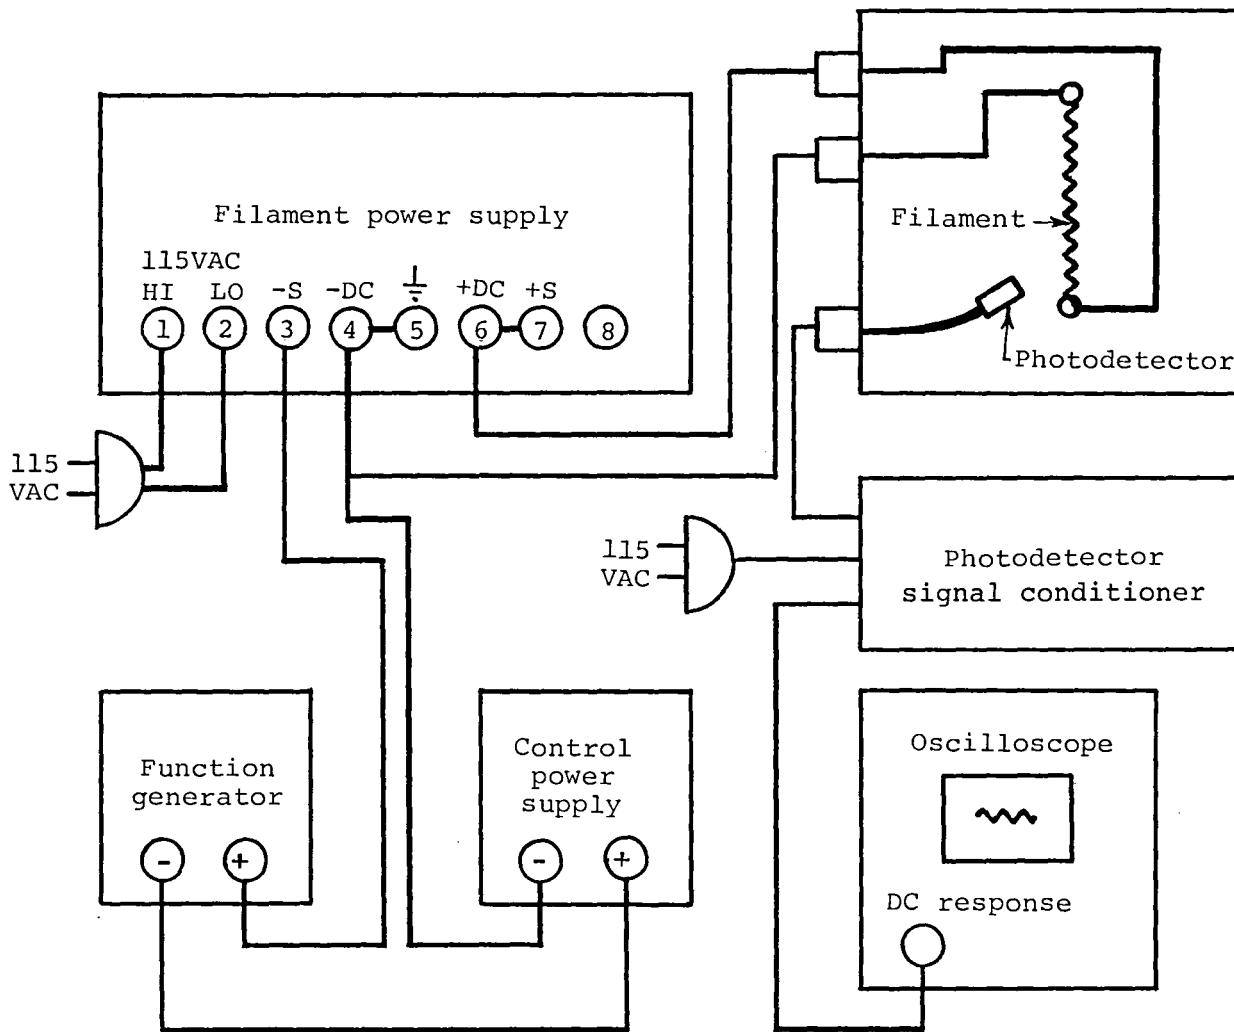 Filament power supply
115VAC
HI LO -S -DC +DC +S
1 2 3 4 5 6 7 8
Filament
Photodetector
115
VAC
115
VAC
Photodetector
signal conditioner
Function
generator
- +
Control
power
supply
- +
Oscilloscope
DC response